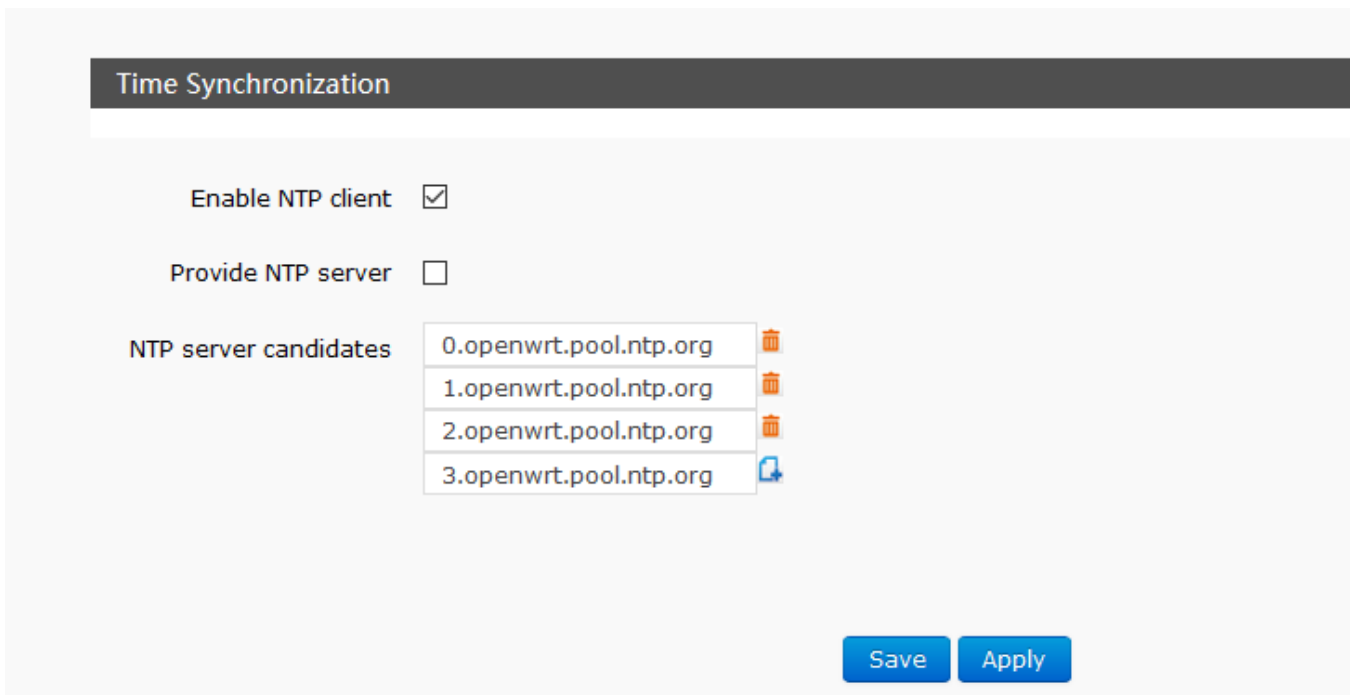 Time Synchronization
Enable NTP client
Provide NTP server
NTP server candidates 0.openwrt.pool.ntp.org
1.openwrt.pool.ntp.org
2.openwrt.pool.ntp.org
3.openwrt.pool.ntp.org
Save Apply